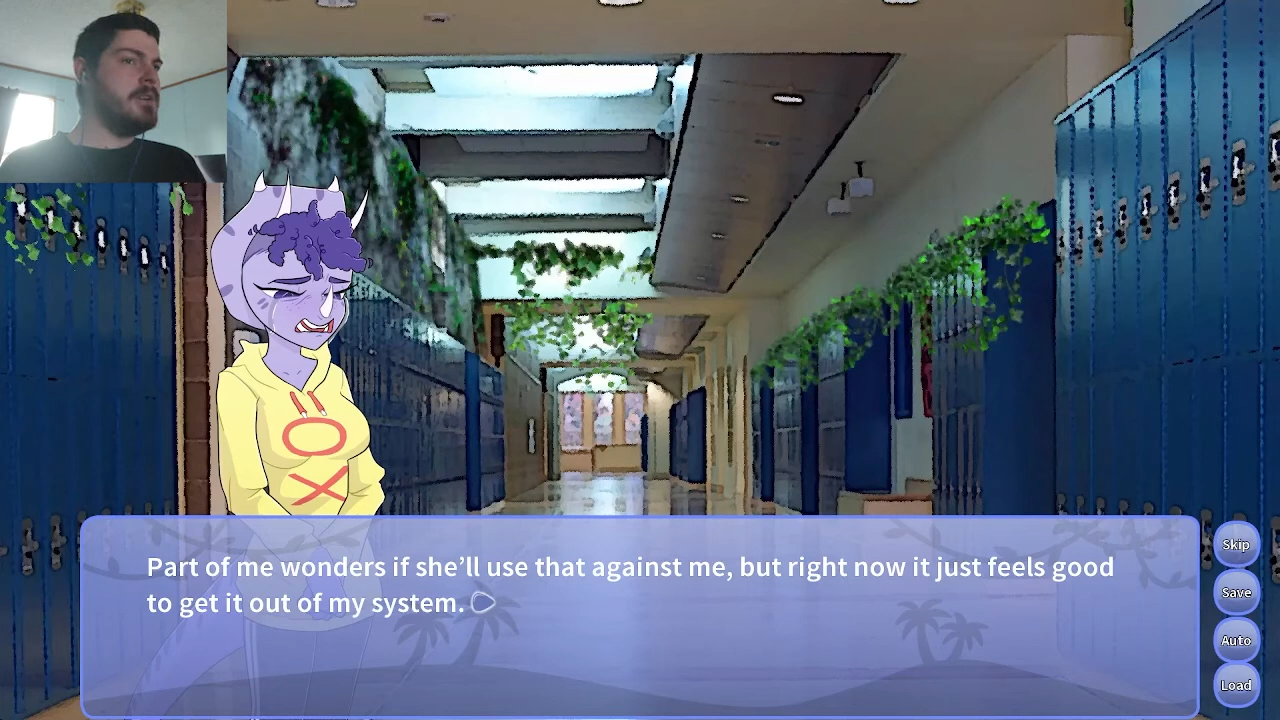 O
X
Part of me wonders if she’ll use that against me, but right now it just feels good
to get it out of my system.
Skip
Save
Auto
Load